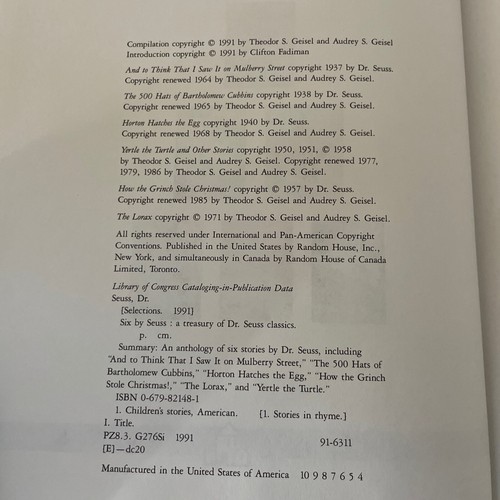 Compilation copyright © 1991 by Theodor S. Geisel and Audrey S. Geisel
Introduction copyright © 1991 by Clifton Fadiman
And to Think That I Saw It on Mulberry Street copyright 1937 by Dr. Seuss.
Copyright renewed 1964 by Theodor S. Geisel and Audrey S. Geisel.
The 500 Hats of Bartholomew Cubbins copyright 1938 by Dr. Seuss.
Copyright renewed 1965 by Theodor S. Geisel and Audrey S. Geisel.
Horton Hatches the Egg copyright 1940 by Dr. Seuss.
Copyright renewed 1968 by Theodor S. Geisel and Audrey S. Geisel.
Yertle the Turtle and Other Stories copyright 1950, 1951, © 1958
by Theodor S. Geisel and Audrey S. Geisel. Copyright renewed 1977,
1979, 1986 by Theodor S. Geisel and Audrey S. Geisel.
How the Grinch Stole Christmas! copyright © 1957 by Dr. Seuss.
Copyright renewed 1985 by Theodor S. Geisel and Audrey S. Geisel.
The Lorax copyright © 1971 by Theodor S. Geisel and Audrey S. Geisel.
All rights reserved under International and Pan-American Copyright
Conventions. Published in the United States by Random House, Inc.,
New York, and simultaneously in Canada by Random House of Canada
Limited, Toronto.
Library of Congress Cataloging-in-Publication Data
Seuss, Dr.
[Selections. 1991]
Six by Seuss : a treasury of Dr. Seuss classics.
p. cm.
Summary: An anthology of six stories by Dr. Seuss, including
"And to Think That I Saw It on Mulberry Street," "The 500 Hats of
Bartholomew Cubbins," "Horton Hatches the Egg," "How the Grinch
Stole Christmas!," "The Lorax," and "Yertle the Turtle."
ISBN 0-679-82148-1
1. Children's stories, American. [1. Stories in rhyme.]
I. Title.
PZ8.3. G276Si 1991
[E]—dc20 91-6311
Manufactured in the United States of America 10 9 8 7 6 5 4